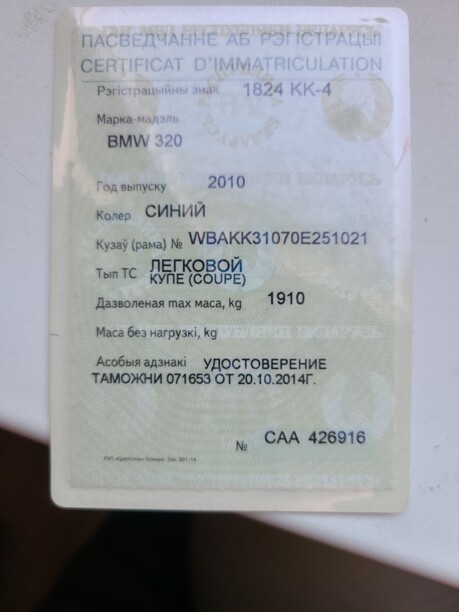 ПАСВЕДЧАННЕ АБ РЭГІСТРАЦЫІ
CERTIFICAT D'IMMATRICULATION
Рэгістрацыйны знак 1824 КК-4
Марка-мадэль
BMW 320
Год выпуску 2010
Колер СИНИЙ
Кузаў (рама) № WBAKK31070E251021
Тып ТС ЛЕГКОВОЙ
КУПЕ (COUPE)
Дазволеная max маса, kg 1910
Маса без нагрузкі, kg
Асобыя адзнакі УДОСТОВЕРЕНИЕ
ТАМОЖНИ 071653 ОТ 20.10.2014Г.
№ САА 426916